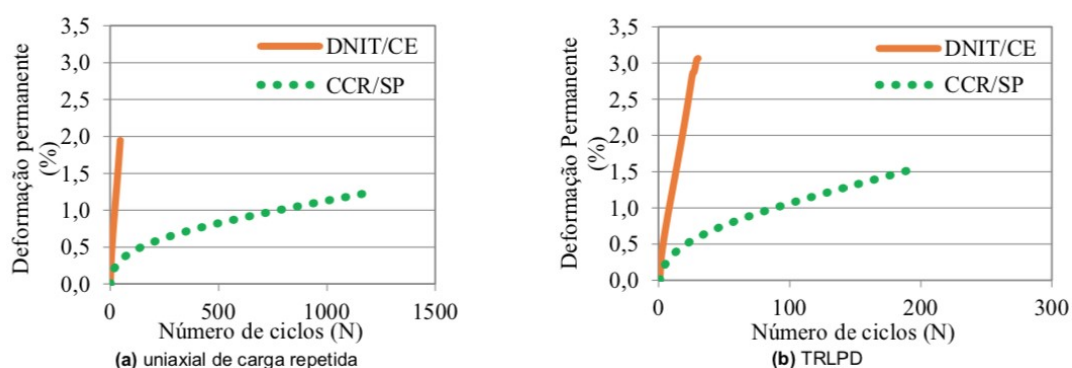 3,5
3,0
2,5
2,0
1,5
1,0
0,5
0,0
Deformação permanente
(%)
DNIT/CE
CCR/SP
0
500
1000
1500
Número de ciclos (N)
(a) uniaxial de carga repetida
3,5
3,0
2,5
2,0
1,5
1,0
0,5
0,0
Deformação Permanente
(%)
DNIT/CE
CCR/SP
0
100
200
300
Número de ciclos (N)
(b) TRLPD